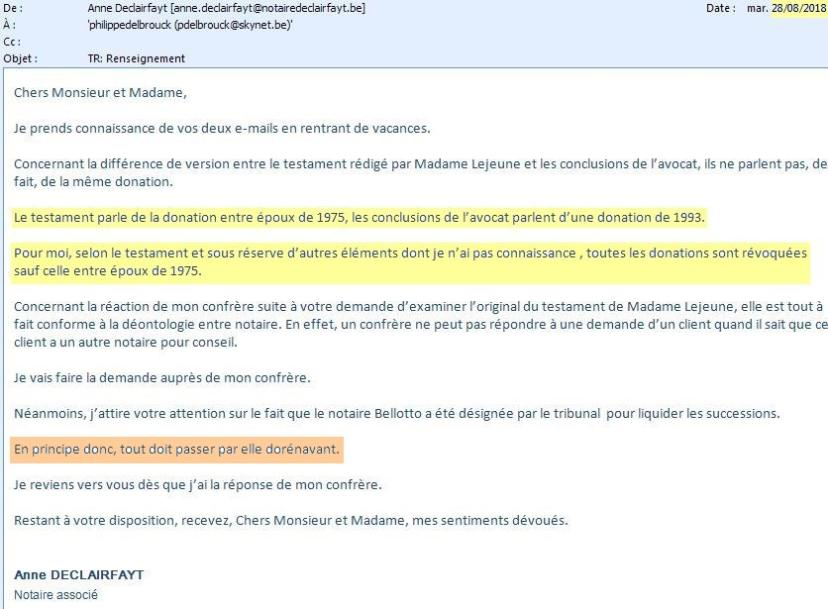 De : Anne Declairfayt [anne.declairfayt@notairedeclairfayt.be] Date : mar. 28/08/2018
À : 'philippedelbrouck (pdelbrouck@skynet.be)'
Cc :
Objet : TR: Renseignement
Chers Monsieur et Madame,
Je prends connaissance de vos deux e-mails en rentrant de vacances.
Concernant la différence de version entre le testament rédigé par Madame Lejeune et les conclusions de l'avocat, ils ne parlent pas, de
fait, de la même donation.
Le testament parle de la donation entre époux de 1975, les conclusions de l'avocat parlent d'une donation de 1993.
Pour moi, selon le testament et sous réserve d'autres éléments dont je n'ai pas connaissance , toutes les donations sont révoquées
sauf celle entre époux de 1975.
Concernant la réaction de mon confrère suite à votre demande d'examiner l'original du testament de Madame Lejeune, elle est tout à
fait conforme à la déontologie entre notaire. En effet, un confrère ne peut pas répondre à une demande d'un client quand il sait que ce
client a un autre notaire pour conseil.
Je vais faire la demande auprès de mon confrère.
Néanmoins, j'attire votre attention sur le fait que le notaire Bellotto a été désignée par le tribunal pour liquider les successions.
En principe donc, tout doit passer par elle dorénavant.
Je reviens vers vous dès que j'ai la réponse de mon confrère.
Restant à votre disposition, recevez, Chers Monsieur et Madame, mes sentiments dévoués.
Anne DECLAIRFAYT
Notaire associé